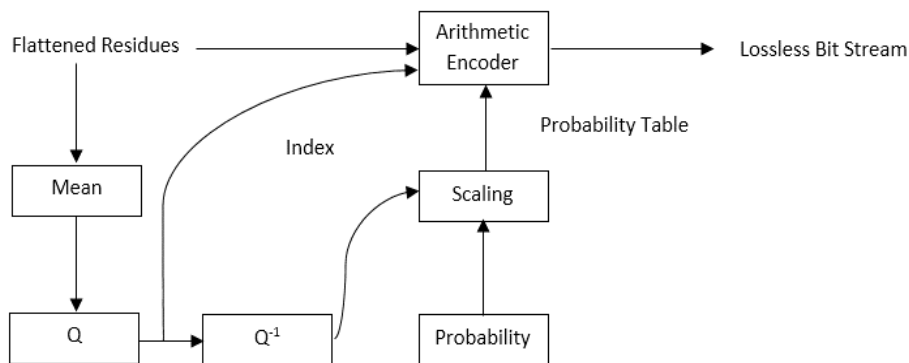 Flattened Residues
Arithmetic
Encoder
Lossless Bit Stream
Probability Table
Index
Mean
Scaling
Q
Q⁻¹
Probability